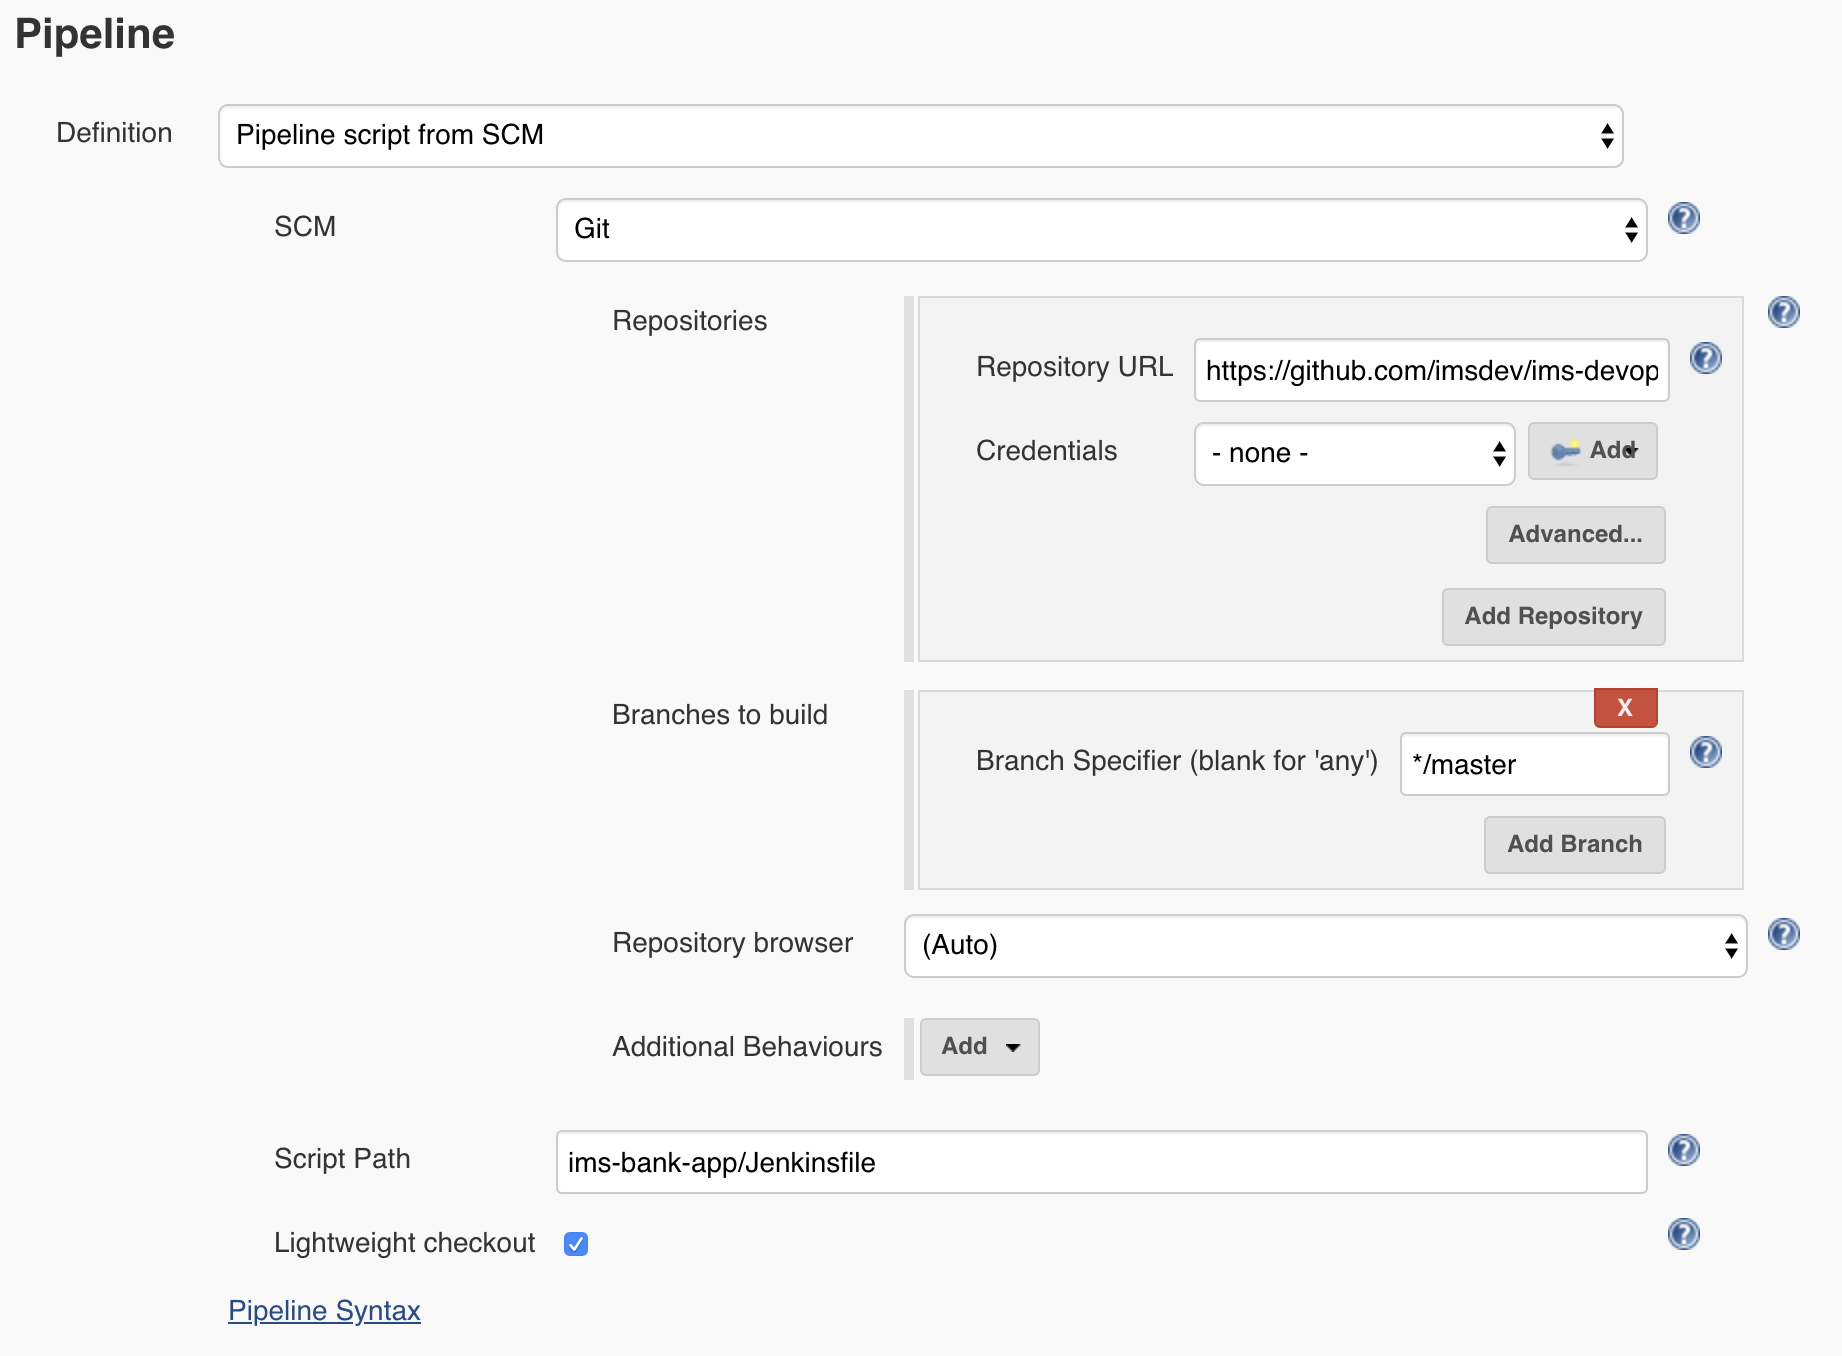 Pipeline
Definition Pipeline script from SCM
SCM Git
Repositories
Repository URL https://github.com/imsdev/ims-devop
Credentials - none - Add
Advanced...
Add Repository
Branches to build X
Branch Specifier (blank for 'any') */master
Add Branch
Repository browser (Auto)
Additional Behaviours Add
Script Path ims-bank-app/Jenkinsfile
Lightweight checkout
Pipeline Syntax